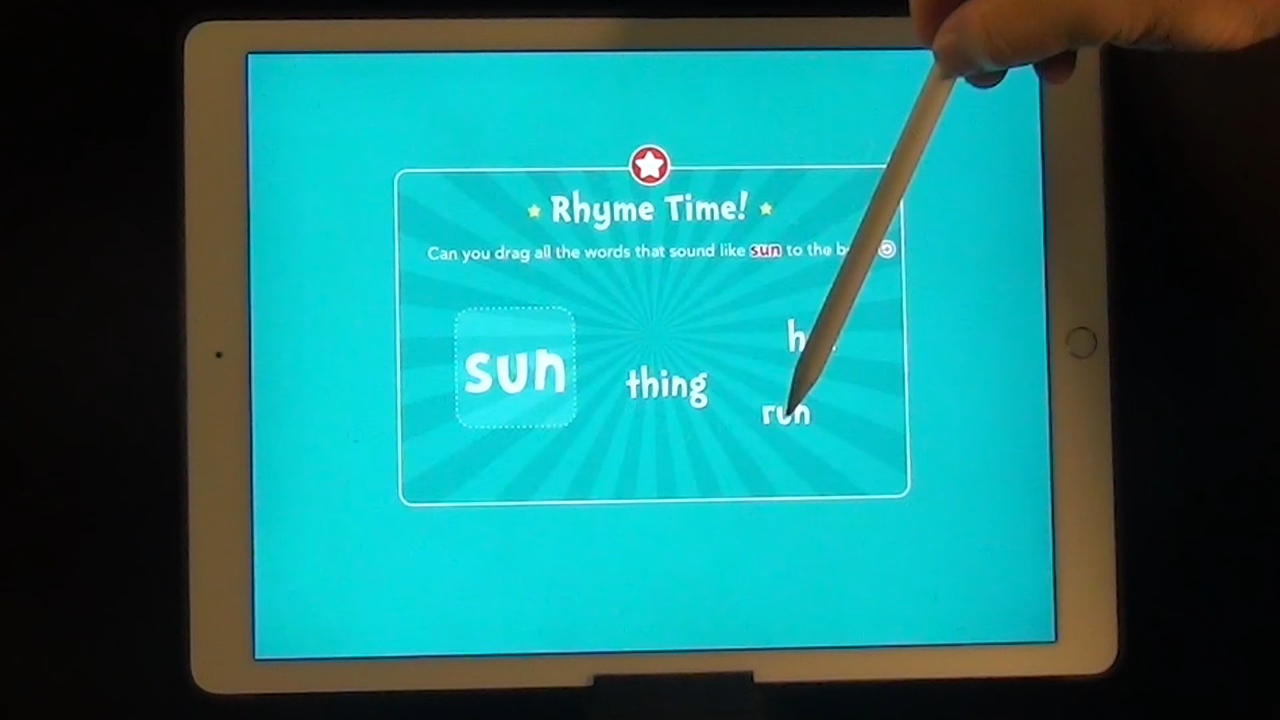 Rhyme Time!
Can you drag all the words that sound like sun to the
sun
thing
run